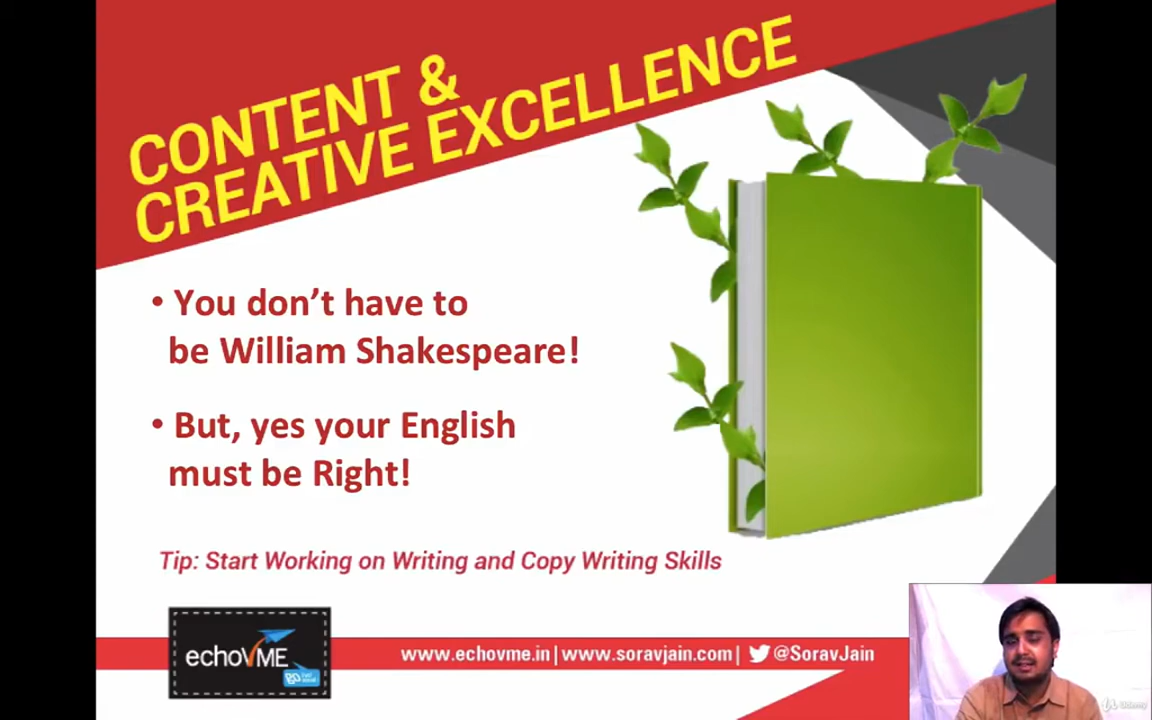 CONTENT &
CREATIVE EXCELLENCE
• You don’t have to
be William Shakespeare!
• But, yes your English
must be Right!
Tip: Start Working on Writing and Copy Writing Skills
echoVME
www.echovme.in|www.soravjain.com| @SoravJain
Udemy